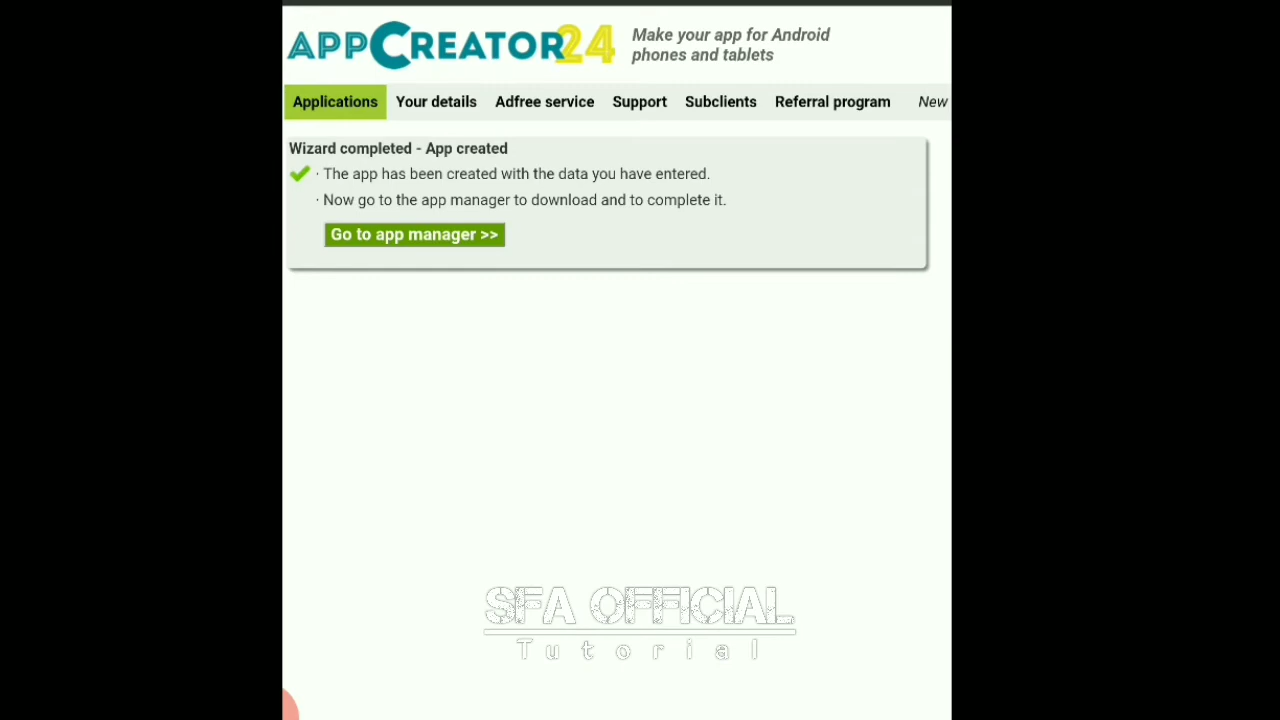 APPCREATOR24
Make your app for Android
phones and tablets
Applications Your details Adfree service Support Subclients Referral program New
Wizard completed - App created
· The app has been created with the data you have entered.
· Now go to the app manager to download and to complete it.
Go to app manager >>
SFA OFFICIAL
Tutorial